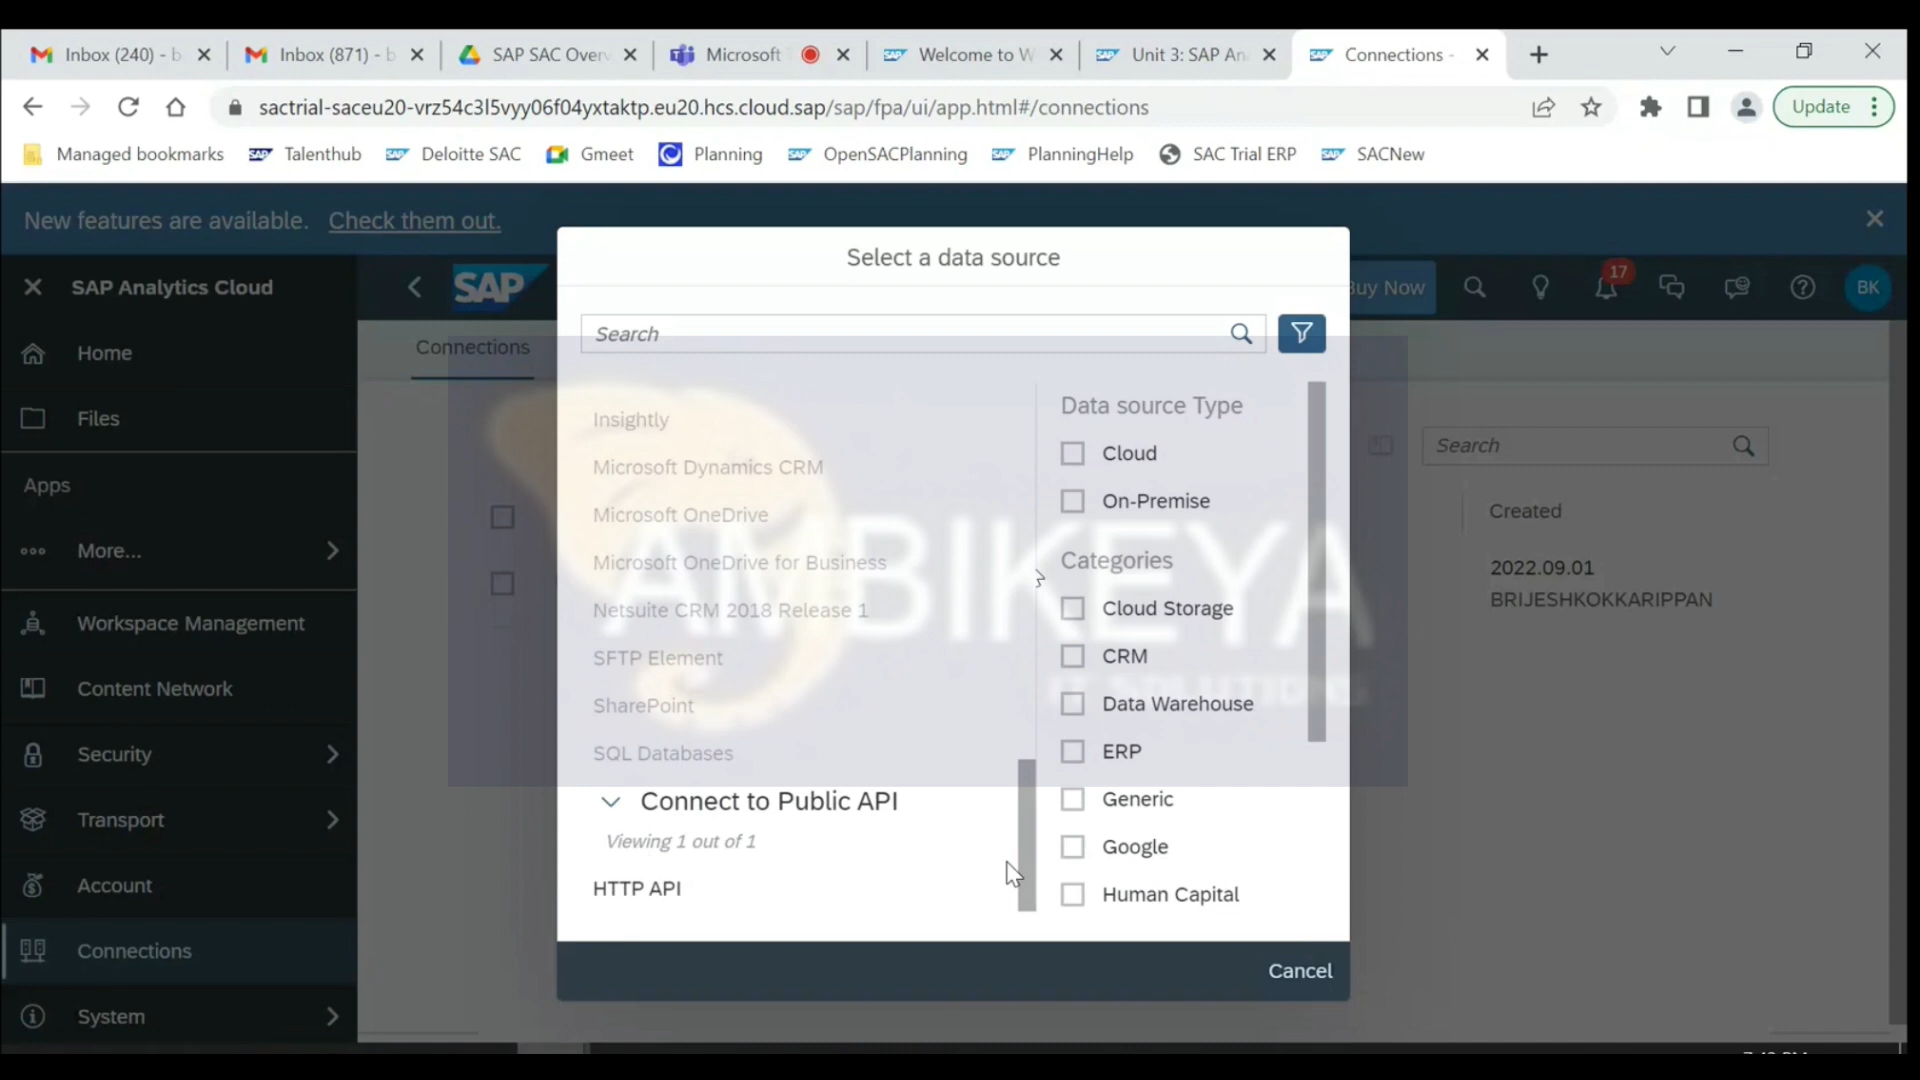 Inbox (240) - b
Inbox (871) - b
SAP SAC Over
Microsoft
Welcome to W
Unit 3: SAP An
Connections -
sactrial-saceu20-vrz54c3l5vyy06f04yxtaktp.eu20.hcs.cloud.sap/sap/fpa/ui/app.html#/connections
Update
Managed bookmarks
Talenthub
Deloitte SAC
Gmeet
Planning
OpenSACPlanning
PlanningHelp
SAC Trial ERP
SACNew
New features are available. Check them out.
SAP Analytics Cloud
SAP
Buy Now
17
BK
Home
Files
Apps
More...
Workspace Management
Content Network
Security
Transport
Account
Connections
System
Connections
Search
Created
2022.09.01
BRIJESHKOKKARIPPAN
Select a data source
Search
Insightly
Microsoft Dynamics CRM
Microsoft OneDrive
Microsoft OneDrive for Business
Netsuite CRM 2018 Release 1
SFTP Element
SharePoint
SQL Databases
Connect to Public API
Viewing 1 out of 1
HTTP API
Data source Type
Cloud
On-Premise
Categories
Cloud Storage
CRM
Data Warehouse
ERP
Generic
Google
Human Capital
Cancel
AMBIKEYA
IT SOLUTIONS